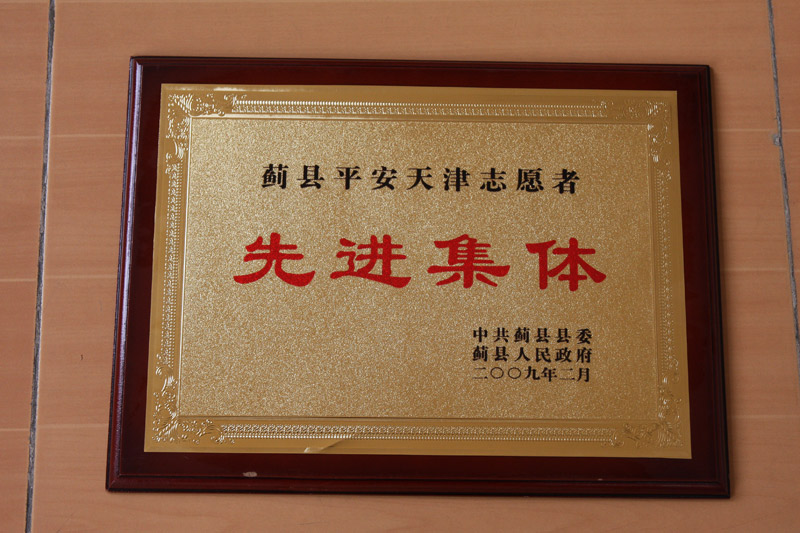 蓟县平安天津志愿者
先进集体
中共蓟县县委
蓟县人民政府
二〇〇九年二月